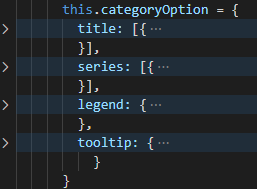 this.categoryOption = {
title: [{···
}],
series: [{···
}],
legend: {···
},
tooltip: {···
}
}